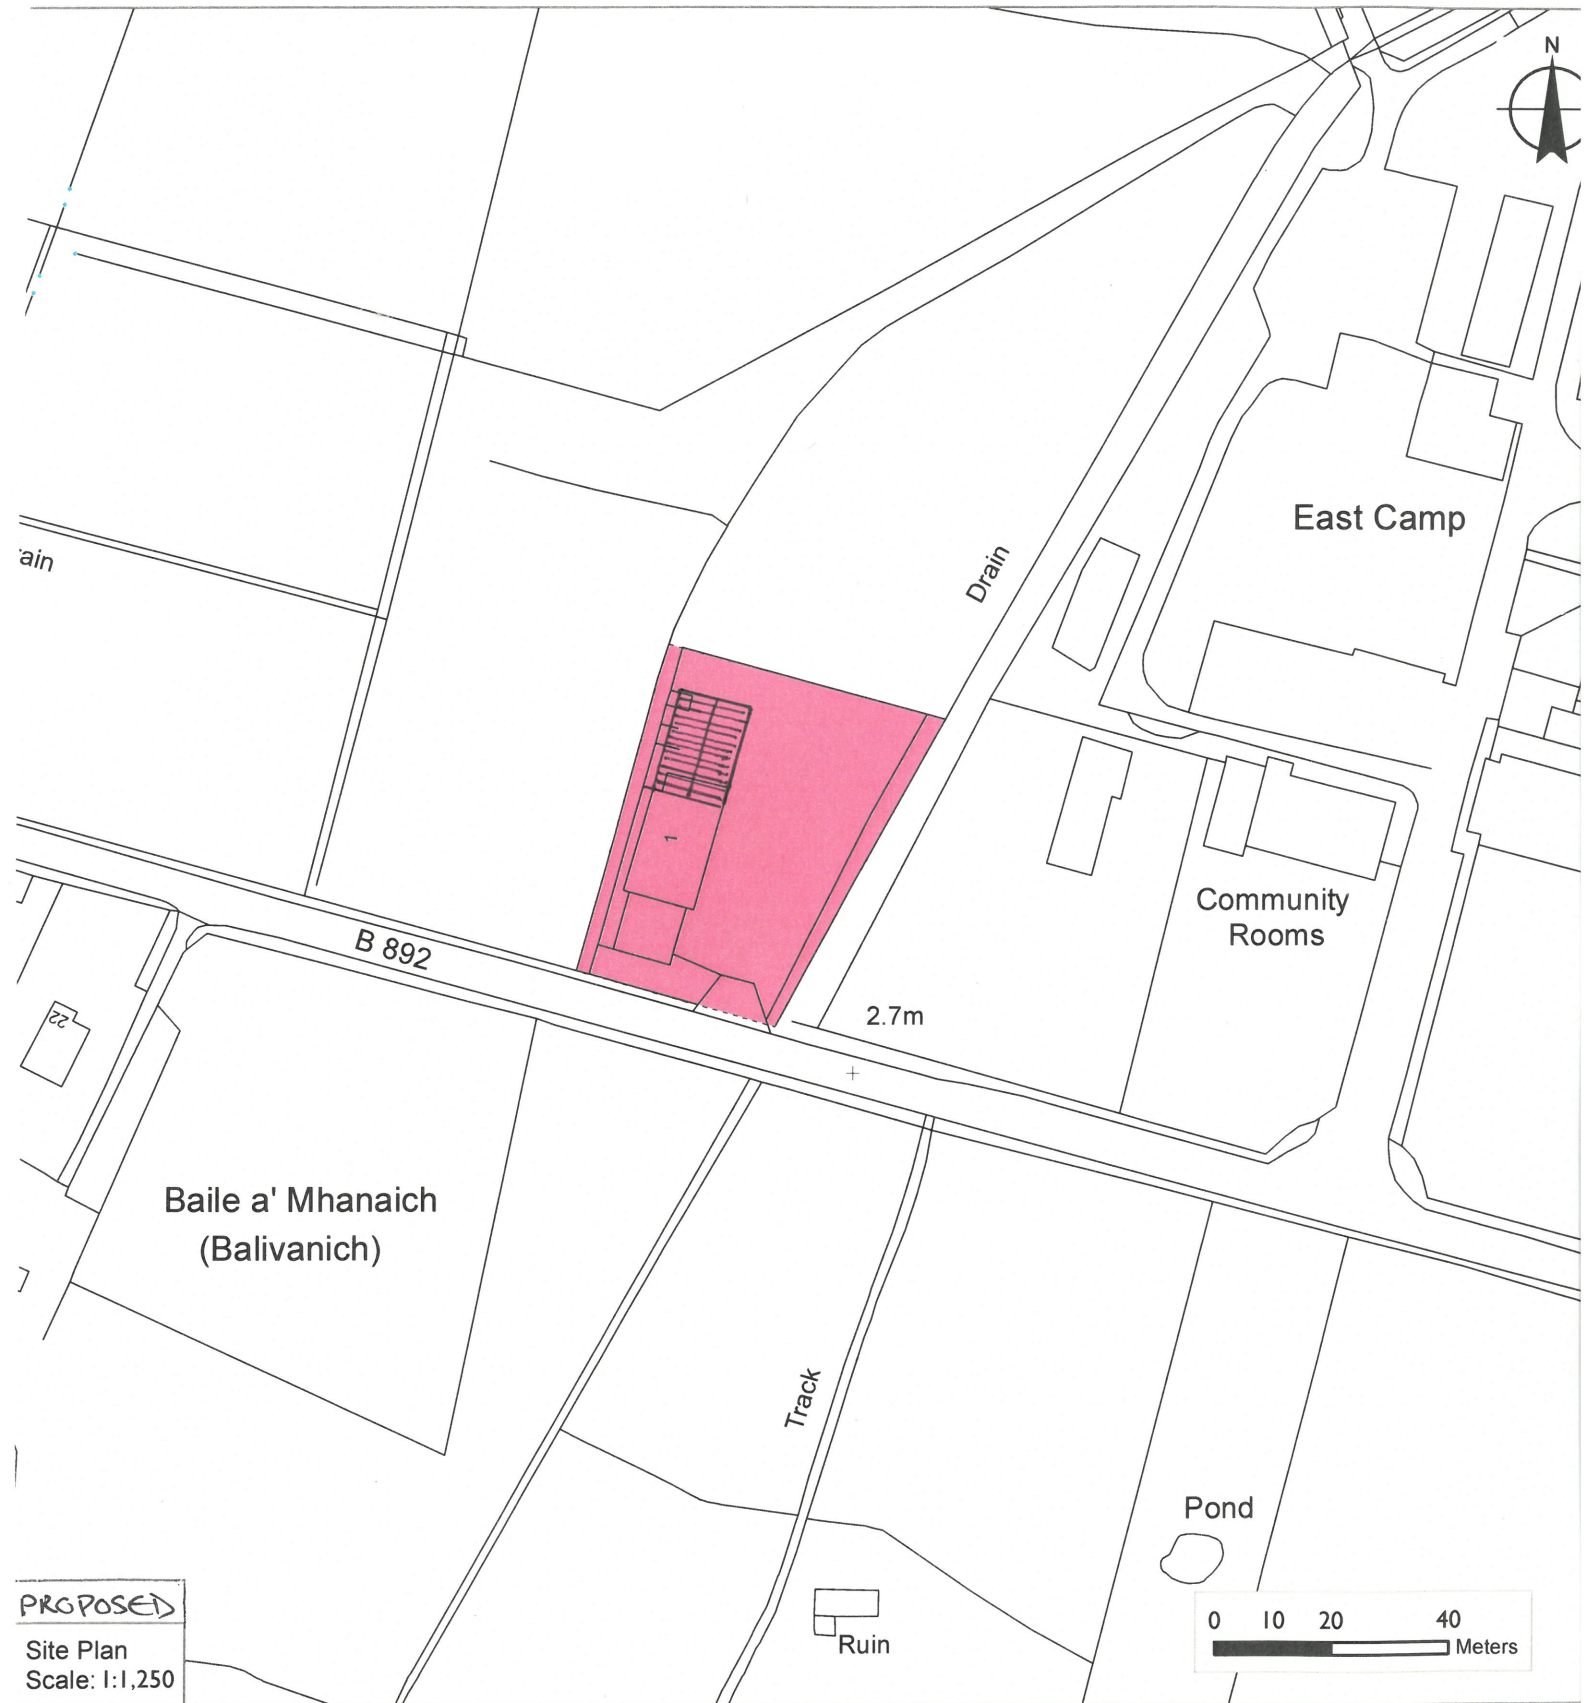 N
East Camp
ain
Drain
1
Community
Rooms
B 892
22
2.7m
Baile a' Mhanaich
(Balivanich)
Track
Pond
PROPOSED
Site Plan
Scale: 1:1,250
Ruin
0 10 20 40
Meters